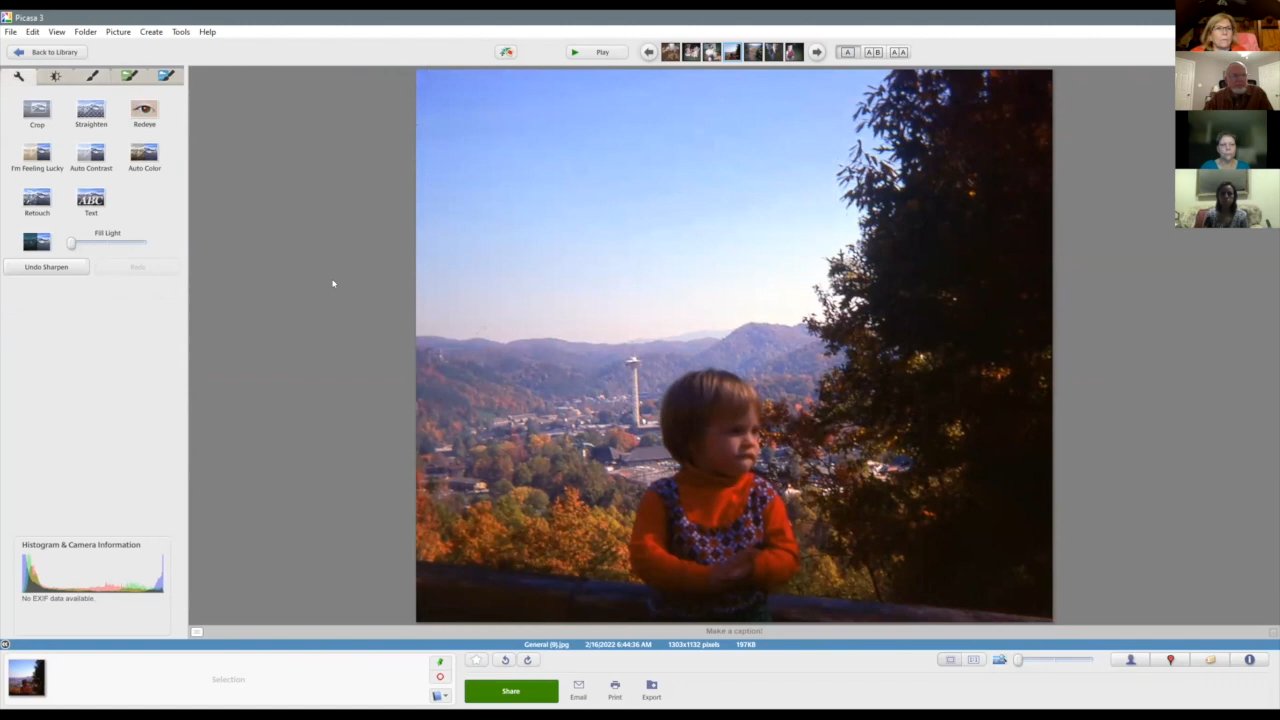 Picasa 3
File Edit View Folder Picture Create Tools Help
Back to Library
Play
A AB AA
Crop Straighten Redeye
I'm Feeling Lucky Auto Contrast Auto Color
ABC
Retouch Text
Fill Light
Undo Sharpen Redo
Histogram & Camera Information
No EXIF data available.
Make a caption!
General (9).jpg 2/16/2022 6:44:36 AM 1303x1132 pixels 197KB
Selection
Share
Email Print Export